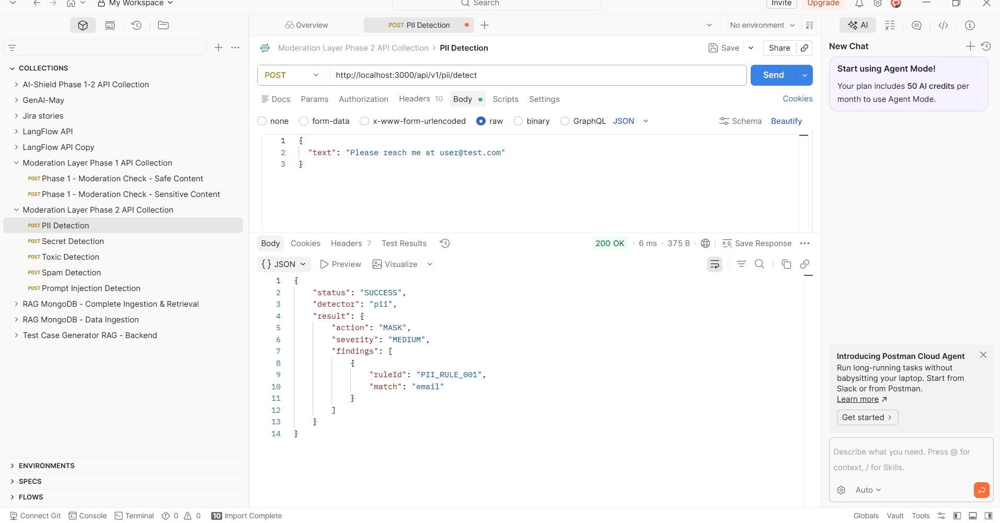 My Workspace
Search
Invite
Upgrade
Overview
POST PII Detection
No environment
AI
COLLECTIONS
AI-Shield Phase 1-2 API Collection
GenAI-May
Jira stories
LangFlow API
LangFlow API Copy
Moderation Layer Phase 1 API Collection
POST Phase 1 - Moderation Check - Safe Content
POST Phase 1 - Moderation Check - Sensitive Content
Moderation Layer Phase 2 API Collection
POST PII Detection
POST Secret Detection
POST Toxic Detection
POST Spam Detection
POST Prompt Injection Detection
RAG MongoDB - Complete Ingestion & Retrieval
RAG MongoDB - Data Ingestion
Test Case Generator RAG - Backend
ENVIRONMENTS
SPECS
FLOWS
HTTP Moderation Layer Phase 2 API Collection > PII Detection
Save
Share
POST http://localhost:3000/api/v1/pii/detect
Send
Docs Params Authorization Headers 10 Body Scripts Settings
Cookies
none form-data x-www-form-urlencoded raw binary GraphQL JSON
Schema Beautify
1 {
2 "text": "Please reach me at user@test.com"
3 }
Body Cookies Headers 7 Test Results
200 OK • 6 ms • 375 B
e.g. Save Response
{} JSON Preview Visualize
1 {
2 "status": "SUCCESS",
3 "detector": "pii",
4 "result": {
5 "action": "MASK",
6 "severity": "MEDIUM",
7 "findings": [
8 {
9 "ruleId": "PII_RULE_001",
10 "match": "email"
11 }
12 ]
13 }
14 }
New Chat
Start using Agent Mode!
Your plan includes 50 AI credits per
month to use Agent Mode.
Introducing Postman Cloud Agent
Run long-running tasks without
babysitting your laptop. Start from
Slack or from Postman.
Learn more
Get started
Describe what you need. Press @ for
context, / for Skills.
Auto
Connect Git Console Terminal 0 0 10 Import Complete
Globals Vault Tools